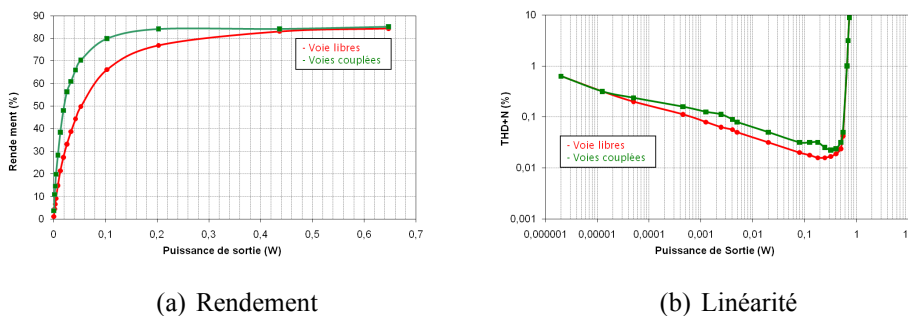 90
80
70
60
50
40
30
20
10
0
Rende ment (%)
- Voie libres
- Voies couplèes
0 0,1 0,2 0,3 0,4 0,5 0,6 0,7
Puissance de sortie (W)
10
1
0,1
0,01
0,001
THD+N (%)
- Voie libres
- Voies couplèes
0,000001 0,00001 0,0001 0,001 0,01 0,1 1 1
Puissance de Sortie (W)
(a) Rendement
(b) Linéarité